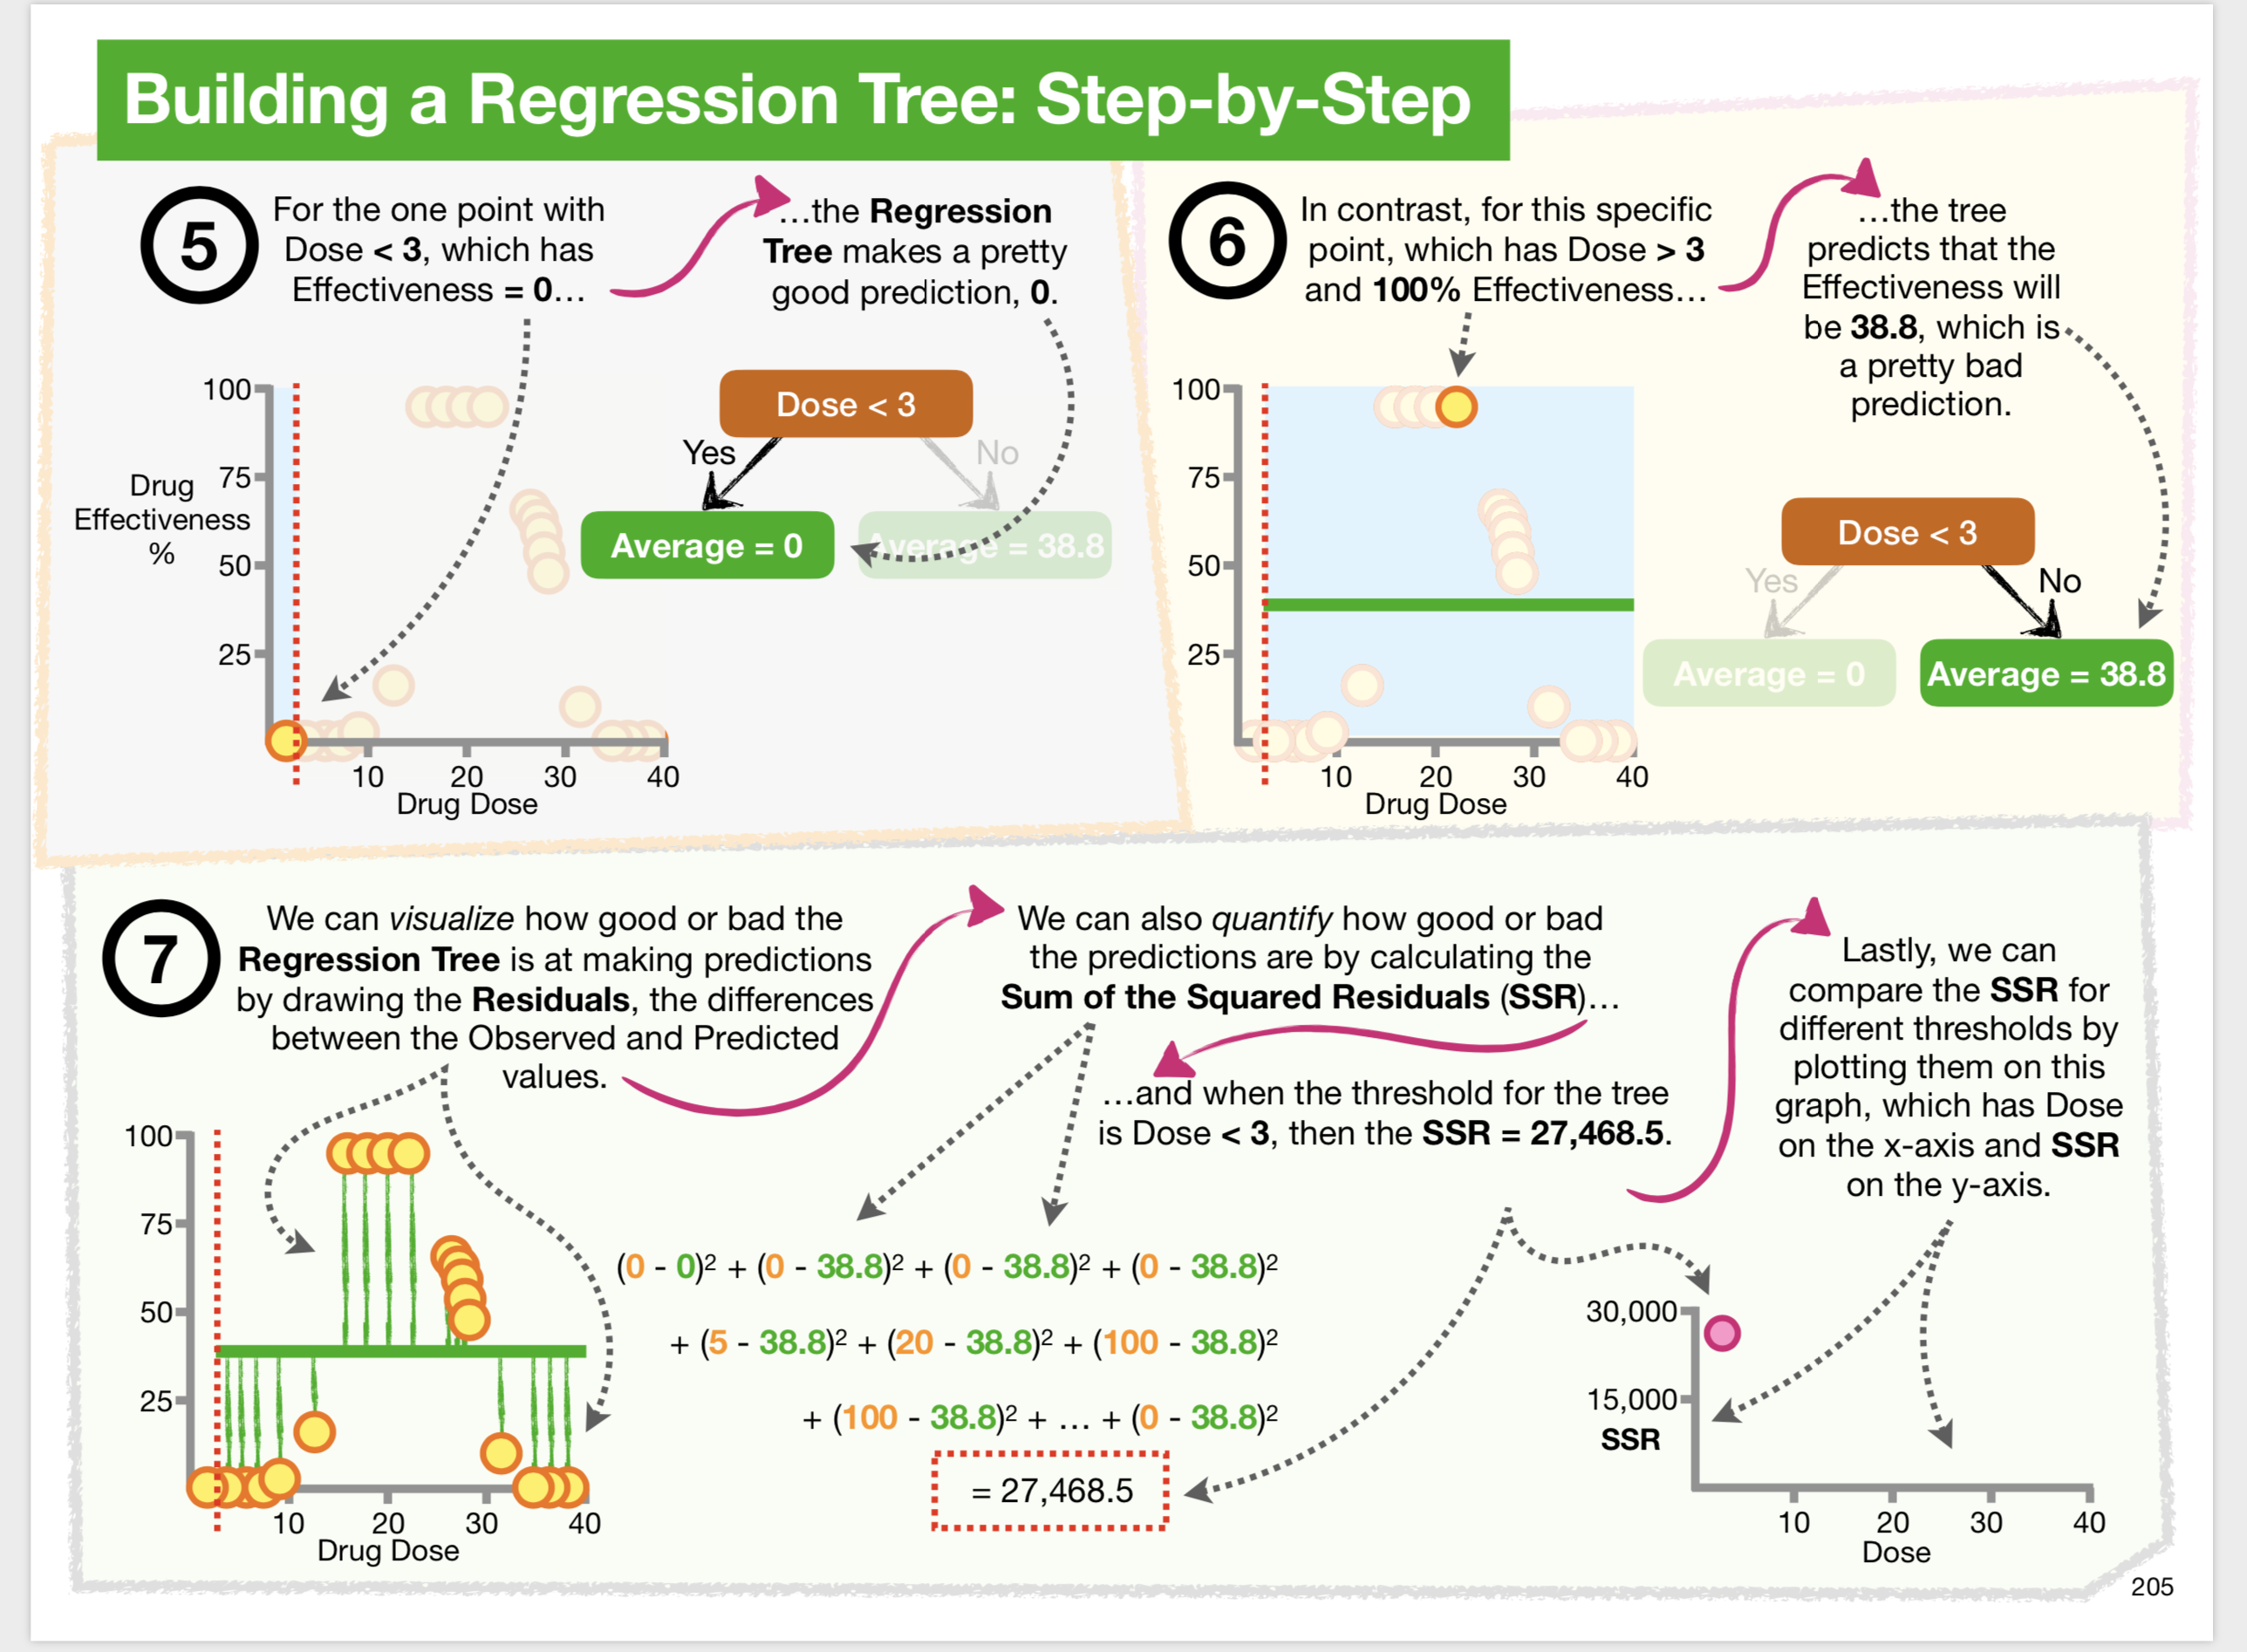 Building a Regression Tree: Step-by-Step
5
For the one point with
Dose < 3, which has
Effectiveness = 0…
…the Regression
Tree makes a pretty
good prediction, 0.
100
75
50
25
Drug
Effectiveness
%
10 20 30 40
Drug Dose
Dose < 3
Yes
No
Average = 0
Average = 38.8
6
In contrast, for this specific
point, which has Dose > 3
and 100% Effectiveness…
…the tree
predicts that the
Effectiveness will
be 38.8, which is
a pretty bad
prediction.
100
75
50
25
10 20 30 40
Drug Dose
Dose < 3
Yes
No
Average = 0
Average = 38.8
7
We can visualize how good or bad the
Regression Tree is at making predictions
by drawing the Residuals, the differences
between the Observed and Predicted
values.
100
75
50
25
10 20 30 40
Drug Dose
We can also quantify how good or bad
the predictions are by calculating the
Sum of the Squared Residuals (SSR)…
…and when the threshold for the tree
is Dose < 3, then the SSR = 27,468.5.
(0 - 0)² + (0 - 38.8)² + (0 - 38.8)² + (0 - 38.8)²
+ (5 - 38.8)² + (20 - 38.8)² + (100 - 38.8)²
+ (100 - 38.8)² + … + (0 - 38.8)²
= 27,468.5
Lastly, we can
compare the SSR for
different thresholds by
plotting them on this
graph, which has Dose
on the x-axis and SSR
on the y-axis.
30,000
15,000
SSR
10 20 30 40
Dose
205